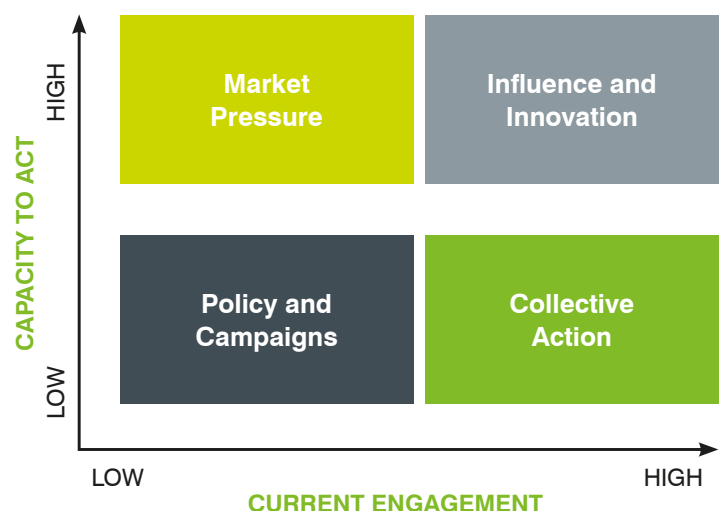 HIGH
CAPACITY TO ACT
LOW
Market
Pressure
Influence and
Innovation
Policy and
Campaigns
Collective
Action
LOW
HIGH
CURRENT ENGAGEMENT